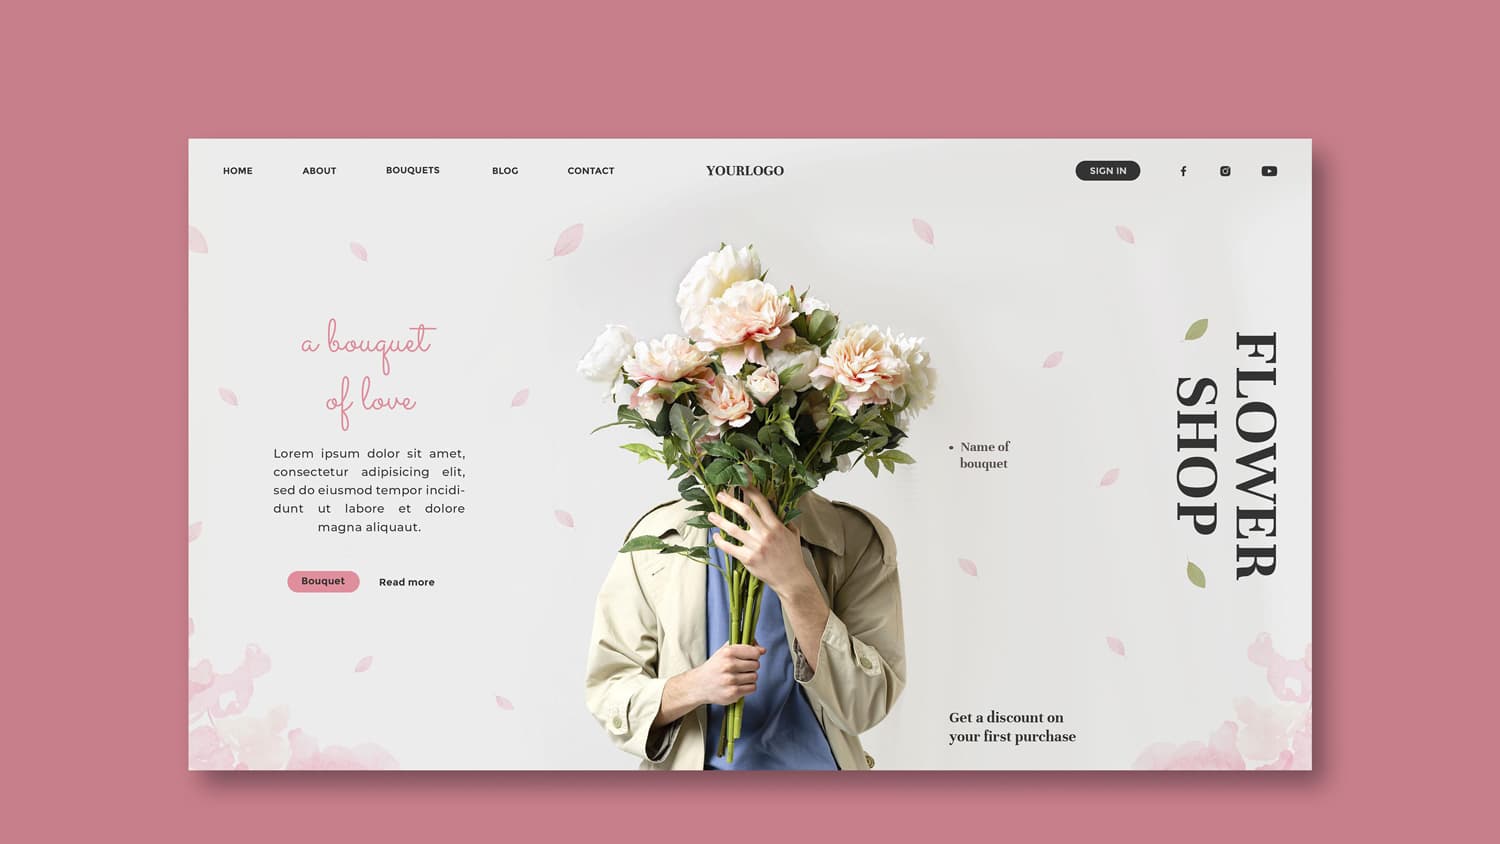 HOME
ABOUT
BOUQUETS
BLOG
CONTACT
YOURLOGO
SIGN IN
a bouquet
of love
Lorem ipsum dolor sit amet,
consectetur adipisicing elit,
sed do eiusmod tempor incidi-
dunt ut labore et dolore
magna aliquaut.
Bouquet
Read more
• Name of
bouquet
Get a discount on
your first purchase
FLOWER
SHOP